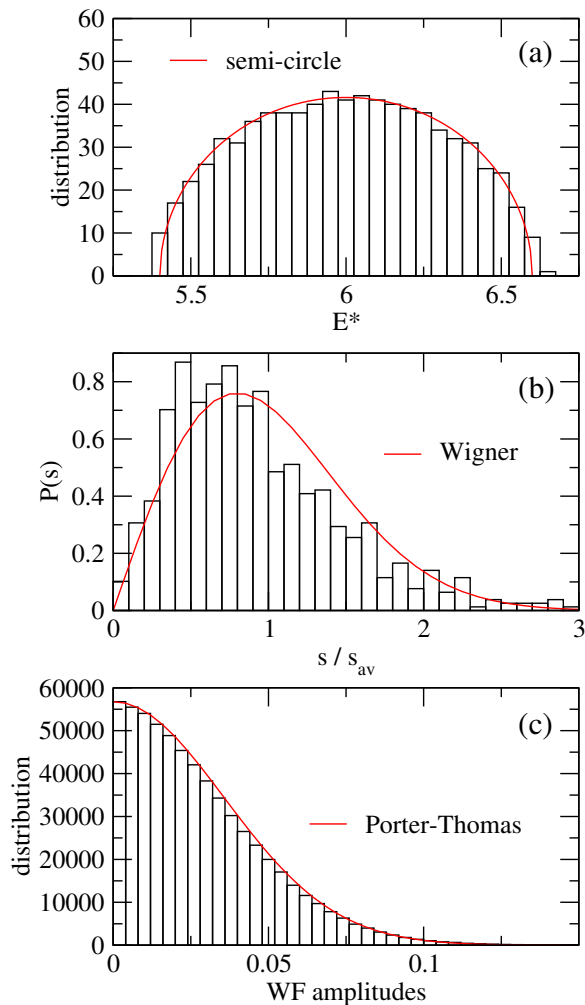 60
(a)
semi-circle
50
40
30
20
10
0
distribution
5.5 6 6.5
E*
0.8
(b)
0.6
Wigner
0.4
0.2
0
P(s)
0 1 2 3
s / s_av
60000
(c)
50000
40000
30000
Porter-Thomas
20000
10000
0
distribution
0 0.05 0.1
WF amplitudes